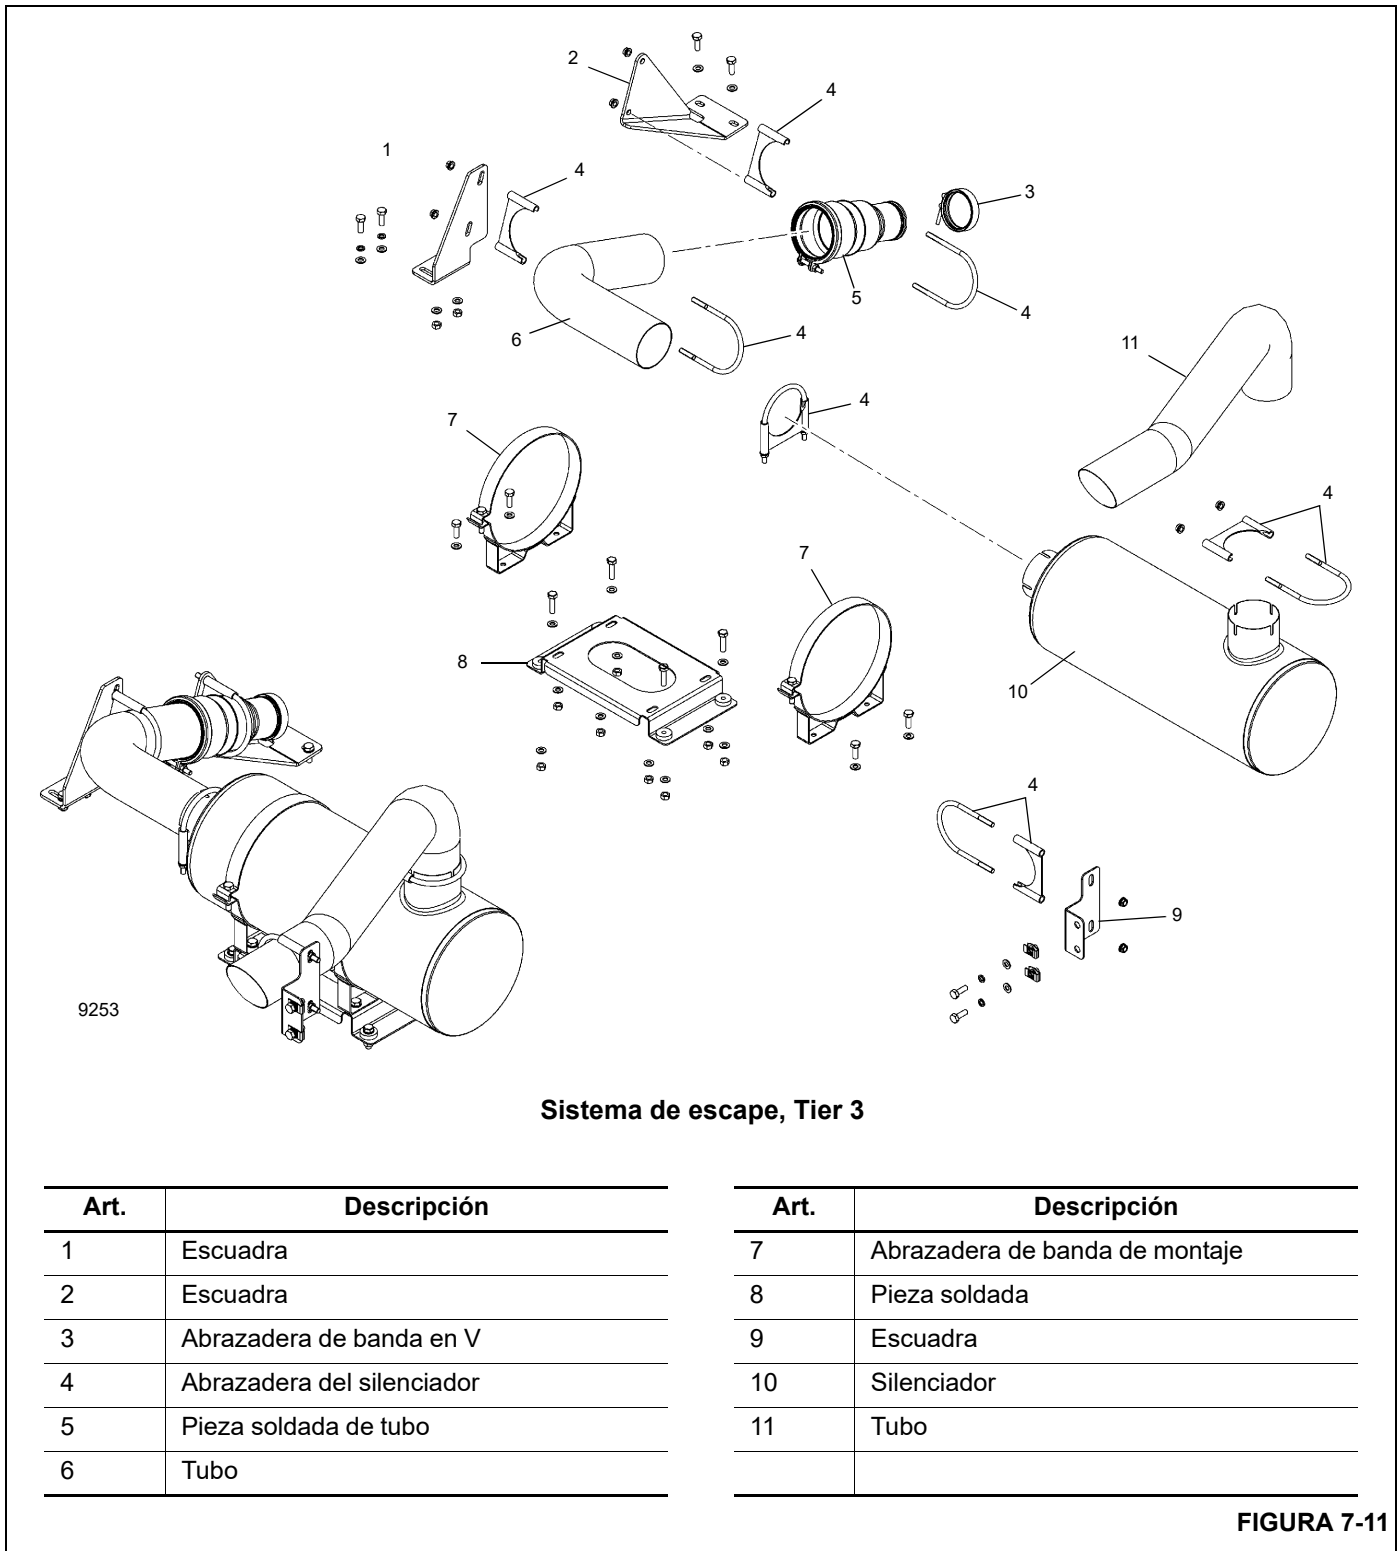 2
4
1
4
3
5
4
6
4
11
4
7
4
7
8
10
4
9
9253
Sistema de escape, Tier 3
Art. Descripción
1 Escuadra
2 Escuadra
3 Abrazadera de banda en V
4 Abrazadera del silenciador
5 Pieza soldada de tubo
6 Tubo
Art. Descripción
7 Abrazadera de banda de montaje
8 Pieza soldada
9 Escuadra
10 Silenciador
11 Tubo
FIGURA 7-11